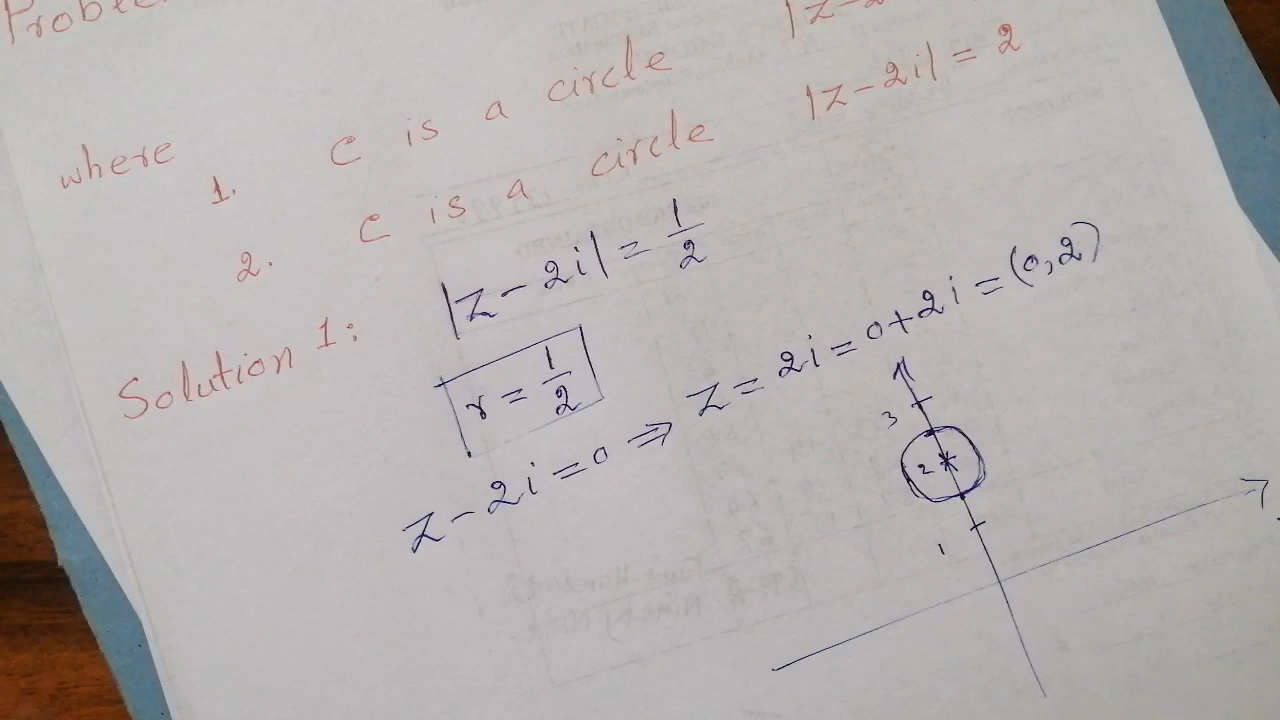 where 1. C is a circle |z-2
2. C is a circle |z-2i| = 2
Solution 1: |z-2i| = 1/2
r = 1/2
z-2i=0 ⇒ z = 2i = 0+2i = (0,2)
3
2
1